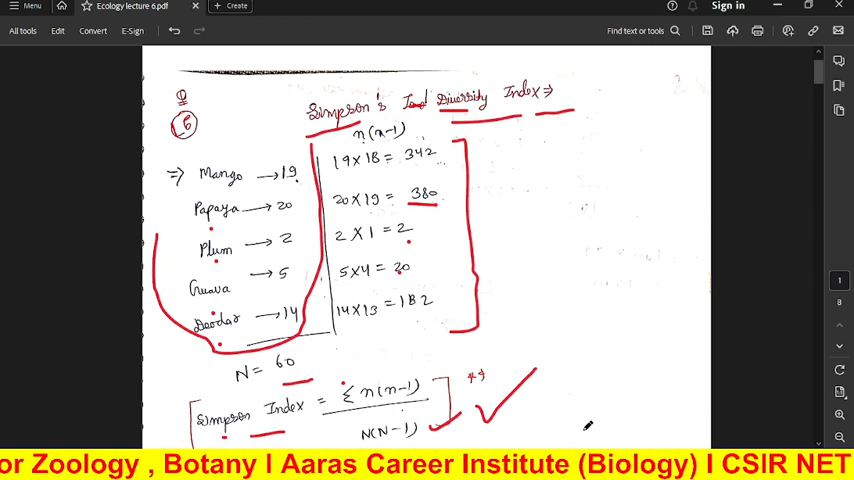 Menu
Ecology lecture 6.pdf
+ Create
Sign in
All tools Edit Convert E-Sign
Find text or tools
Q
6
Simpson's Diversity Index ⇒
n(n-1)
⇒ Mango → 19 19 X 18 = 342
Papaya → 20 20 X 19 = 380
Plum → 2 2 X 1 = 2
Guava → 5 5 X 4 = 20
Deodar → 14 14 X 13 = 182
N = 60
Simpson Index = Σ n(n-1)
N(N-1)
1
8
or Zoology , Botany I Aaras Career Institute (Biology) I CSIR NET